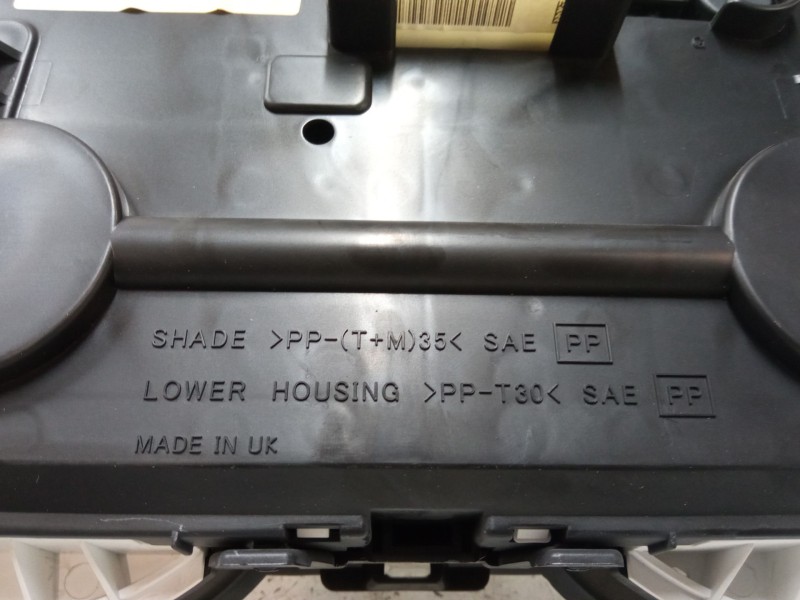 SHADE >PP-(T+M)35< SAE PP
LOWER HOUSING >PP-T30< SAE PP
MADE IN UK